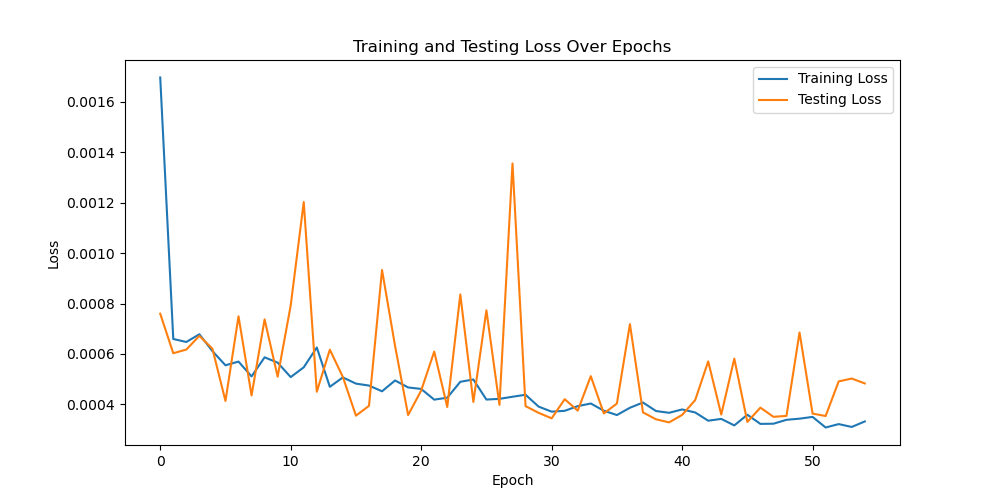 Training and Testing Loss Over Epochs
Training Loss
Testing Loss
0.0016
0.0014
0.0012
0.0010
0.0008
0.0006
0.0004
Loss
0 10 20 30 40 50
Epoch